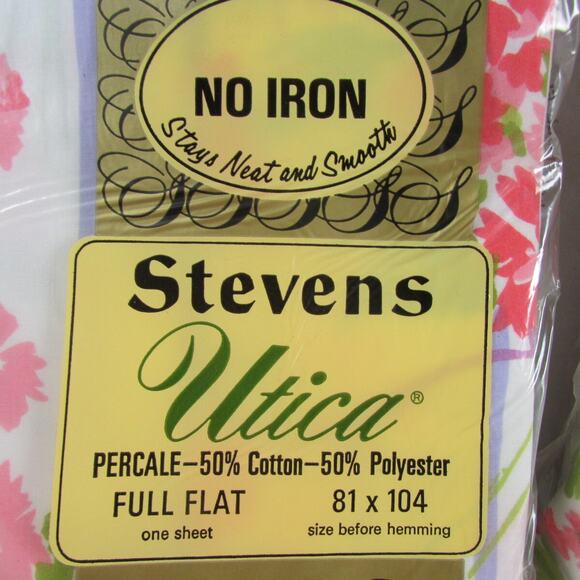 NO IRON
Stays Neat and Smooth
Stevens
Utica®
PERCALE–50% Cotton–50% Polyester
FULL FLAT 81 x 104
one sheet size before hemming